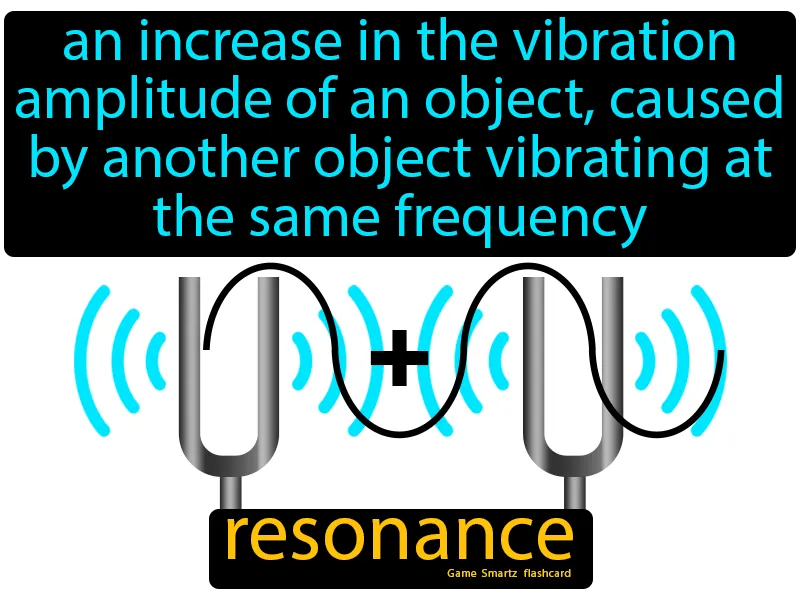 an increase in the vibration
amplitude of an object, caused
by another object vibrating at
the same frequency
+
resonance
Game Smartz flashcard